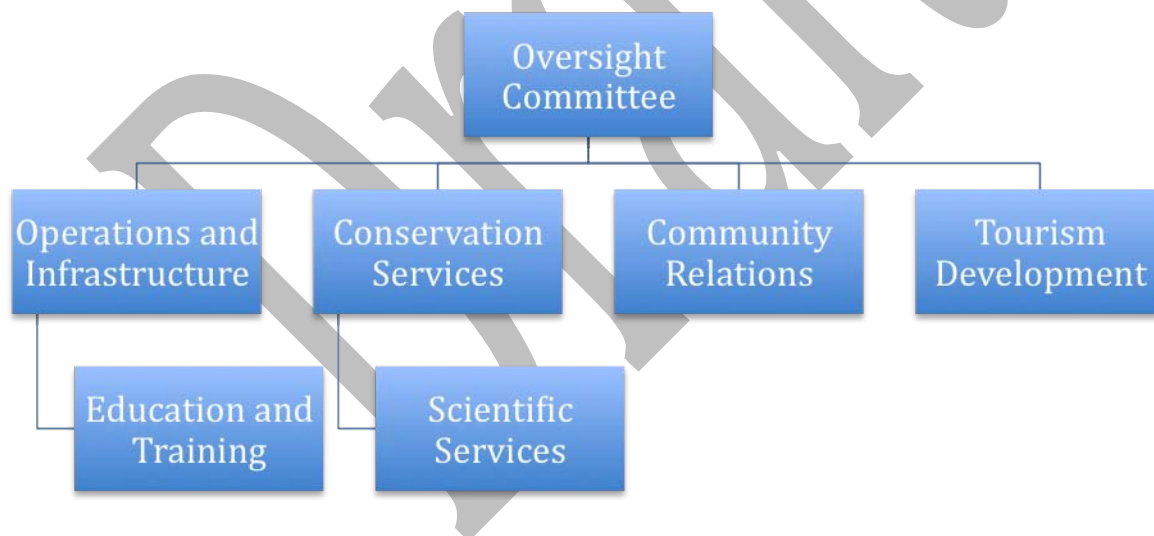 Oversight
Committee
Operations and
Infrastructure
Conservation
Services
Community
Relations
Tourism
Development
Education and
Training
Scientific
Services